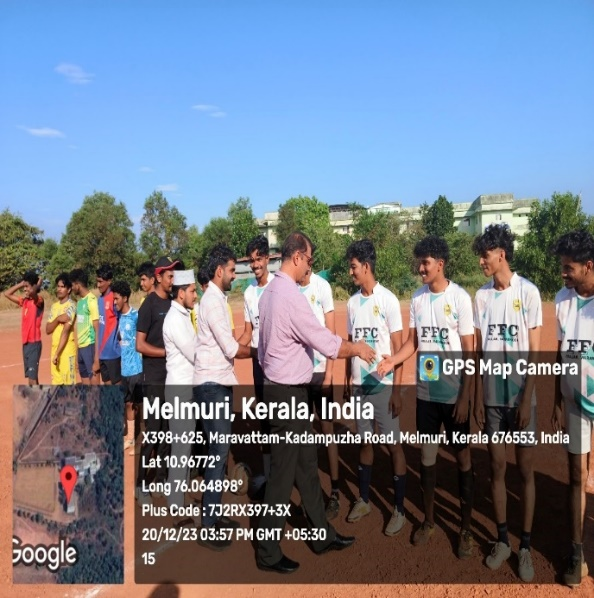 FFC
FFC
FFC
FFC
GPS Map Camera
Melmuri, Kerala, India
X398+625, Maravattam-Kadampuzha Road, Melmuri, Kerala 676553, India
Lat 10.96772°
Long 76.064898°
Plus Code : 7J2RX397+3X
20/12/23 03:57 PM GMT +05:30
15
Google